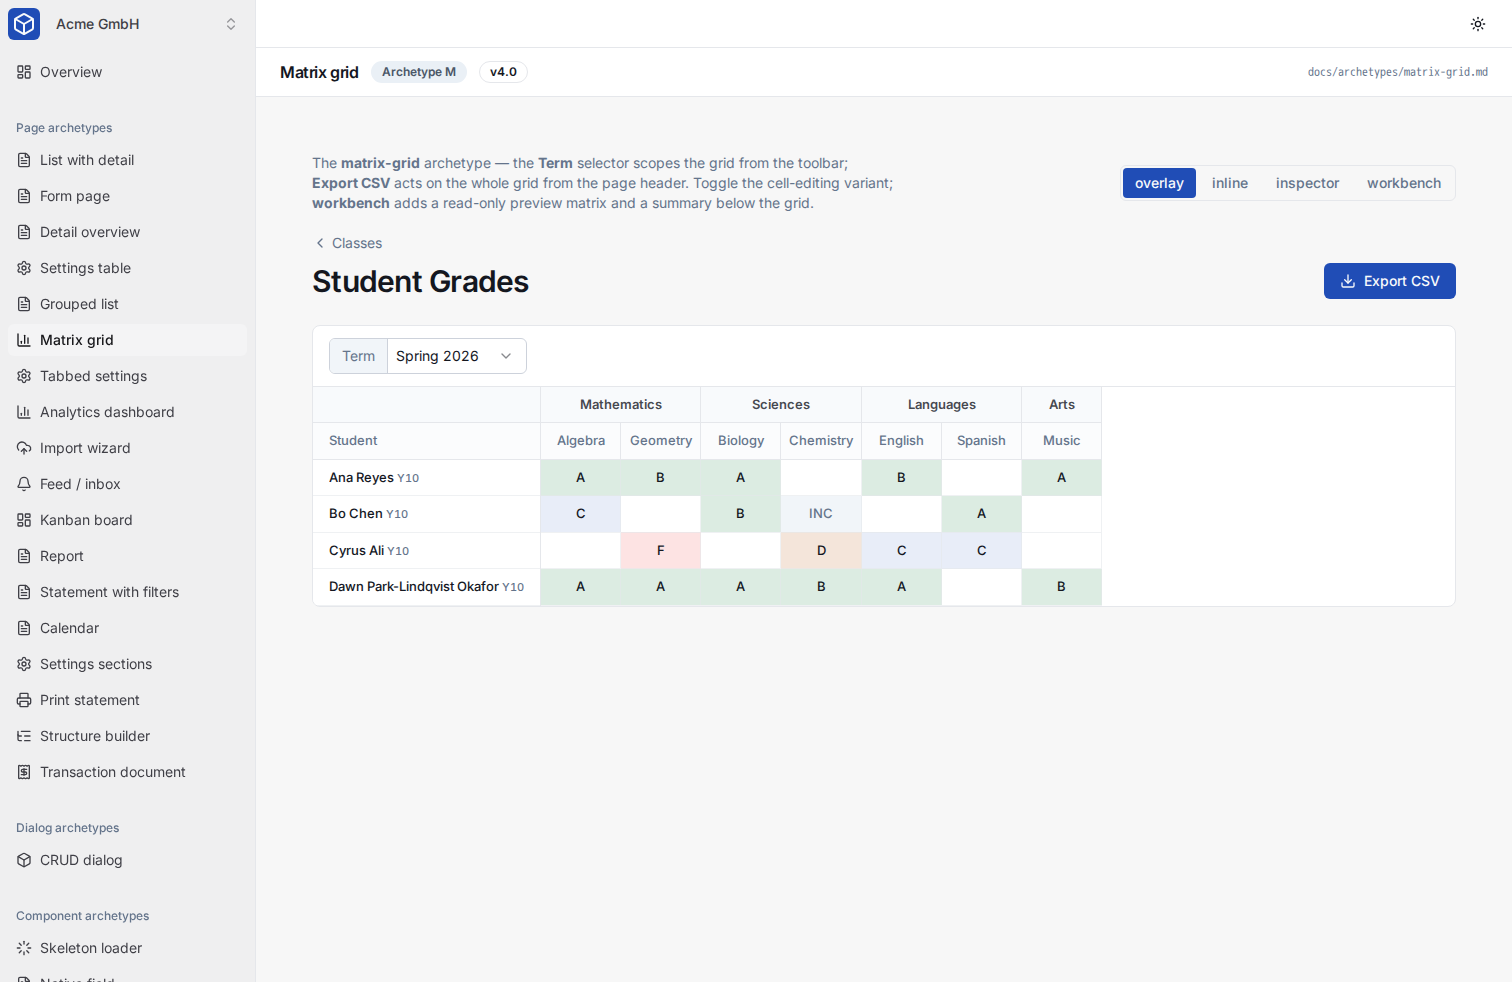 Acme GmbH
Overview
Page archetypes
List with detail
Form page
Detail overview
Settings table
Grouped list
Matrix grid
Tabbed settings
Analytics dashboard
Import wizard
Feed / inbox
Kanban board
Report
Statement with filters
Calendar
Settings sections
Print statement
Structure builder
Transaction document
Dialog archetypes
CRUD dialog
Component archetypes
Skeleton loader
Native field
Matrix grid Archetype M v4.0 docs/archetypes/matrix-grid.md
The matrix-grid archetype — the Term selector scopes the grid from the toolbar;
Export CSV acts on the whole grid from the page header. Toggle the cell-editing variant;
workbench adds a read-only preview matrix and a summary below the grid.
overlay inline inspector workbench
Classes
Student Grades
Export CSV
Term Spring 2026
Mathematics Sciences Languages Arts
Student Algebra Geometry Biology Chemistry English Spanish Music
Ana Reyes Y10 A B A B A
Bo Chen Y10 C B INC A
Cyrus Ali Y10 F D C C
Dawn Park-Lindqvist Okafor Y10 A A A B A B